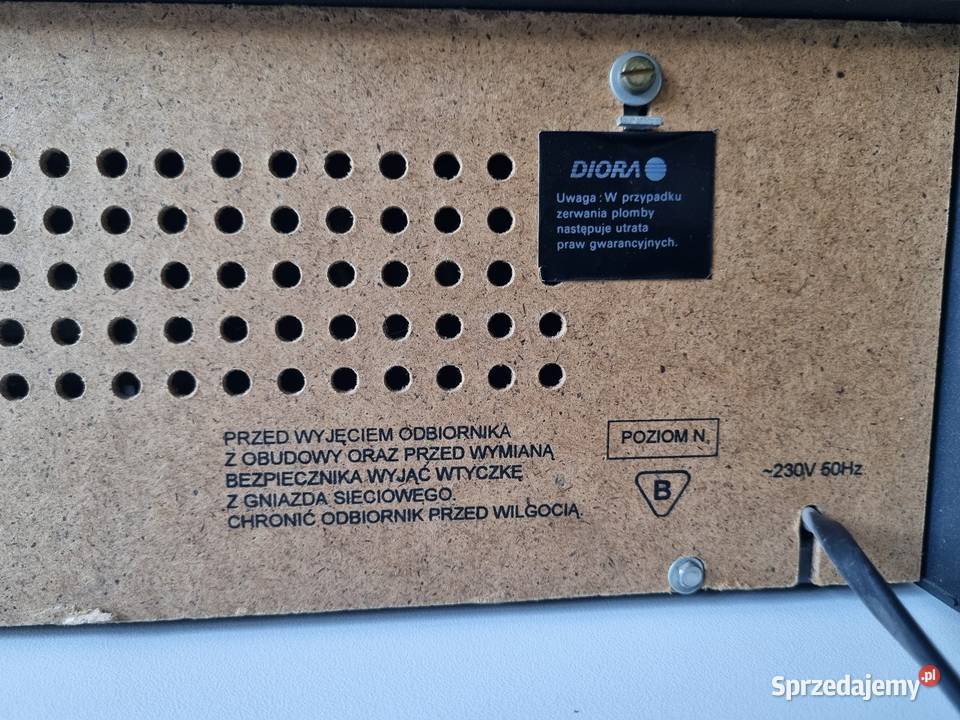 DIORA
Uwaga : W przypadku
zerwania plomby
następuje utrata
praw gwarancyjnych.
PRZED WYJĘCIEM ODBIORNIKA
Z OBUDOWY ORAZ PRZED WYMIANĄ
BEZPIECZNIKA WYJĄĆ WTYCZKĘ
Z GNIAZDA SIECIOWEGO.
CHRONIĆ ODBIORNIK PRZED WILGOCIĄ.
POZIOM N,
B
~230V 50Hz
Sprzedajemy.pl